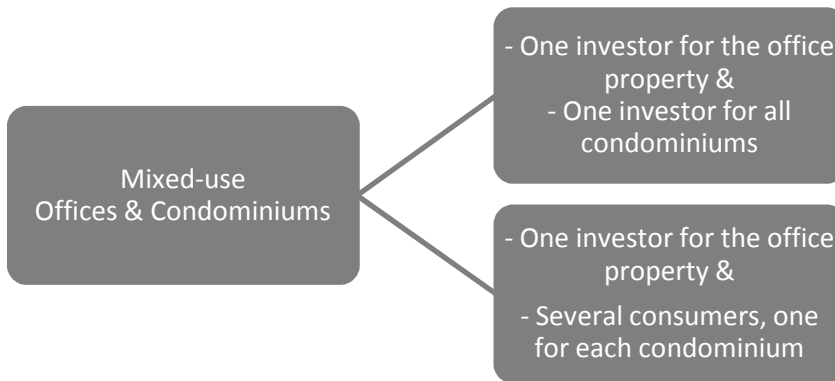 Mixed-use
Offices & Condominiums
- One investor for the office
property &
- One investor for all
condominiums
- One investor for the office
property &
- Several consumers, one
for each condominium